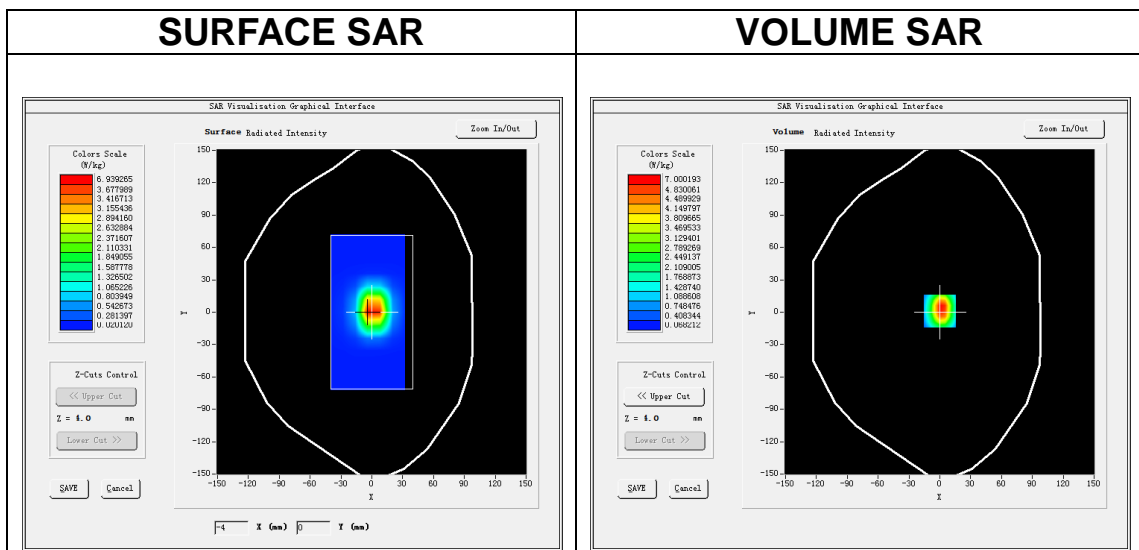 SURFACE SAR
VOLUME SAR
SAR Visualisation Graphical Interface
Surface Radiated Intensity
Zoom In/Out
Colors Scale
(W/kg)
6.939265
3.677989
3.416713
3.155436
2.894160
2.632884
2.371607
2.110331
1.849055
1.587778
1.326502
1.065226
0.803949
0.542673
0.281397
0.020120
150
120
90
60
30
0
-30
-60
-90
-120
-150
Y
-150 -120 -90 -60 -30 0 30 60 90 120 150
X
Z-Cuts Control
<< Upper Cut
Z = 4.0 mm
Lower Cut >>
SAVE Cancel
-4 X (mm) 0 Y (mm)
SAR Visualisation Graphical Interface
Volume Radiated Intensity
Zoom In/Out
Colors Scale
(W/kg)
7.000193
4.830061
4.489929
4.149797
3.809665
3.469533
3.129401
2.789269
2.449137
2.109005
1.768873
1.428740
1.088608
0.748476
0.408344
0.068212
150
120
90
60
30
0
-30
-60
-90
-120
-150
Y
-150 -120 -90 -60 -30 0 30 60 90 120 150
X
Z-Cuts Control
<< Upper Cut
Z = 4.0 mm
Lower Cut >>
SAVE Cancel